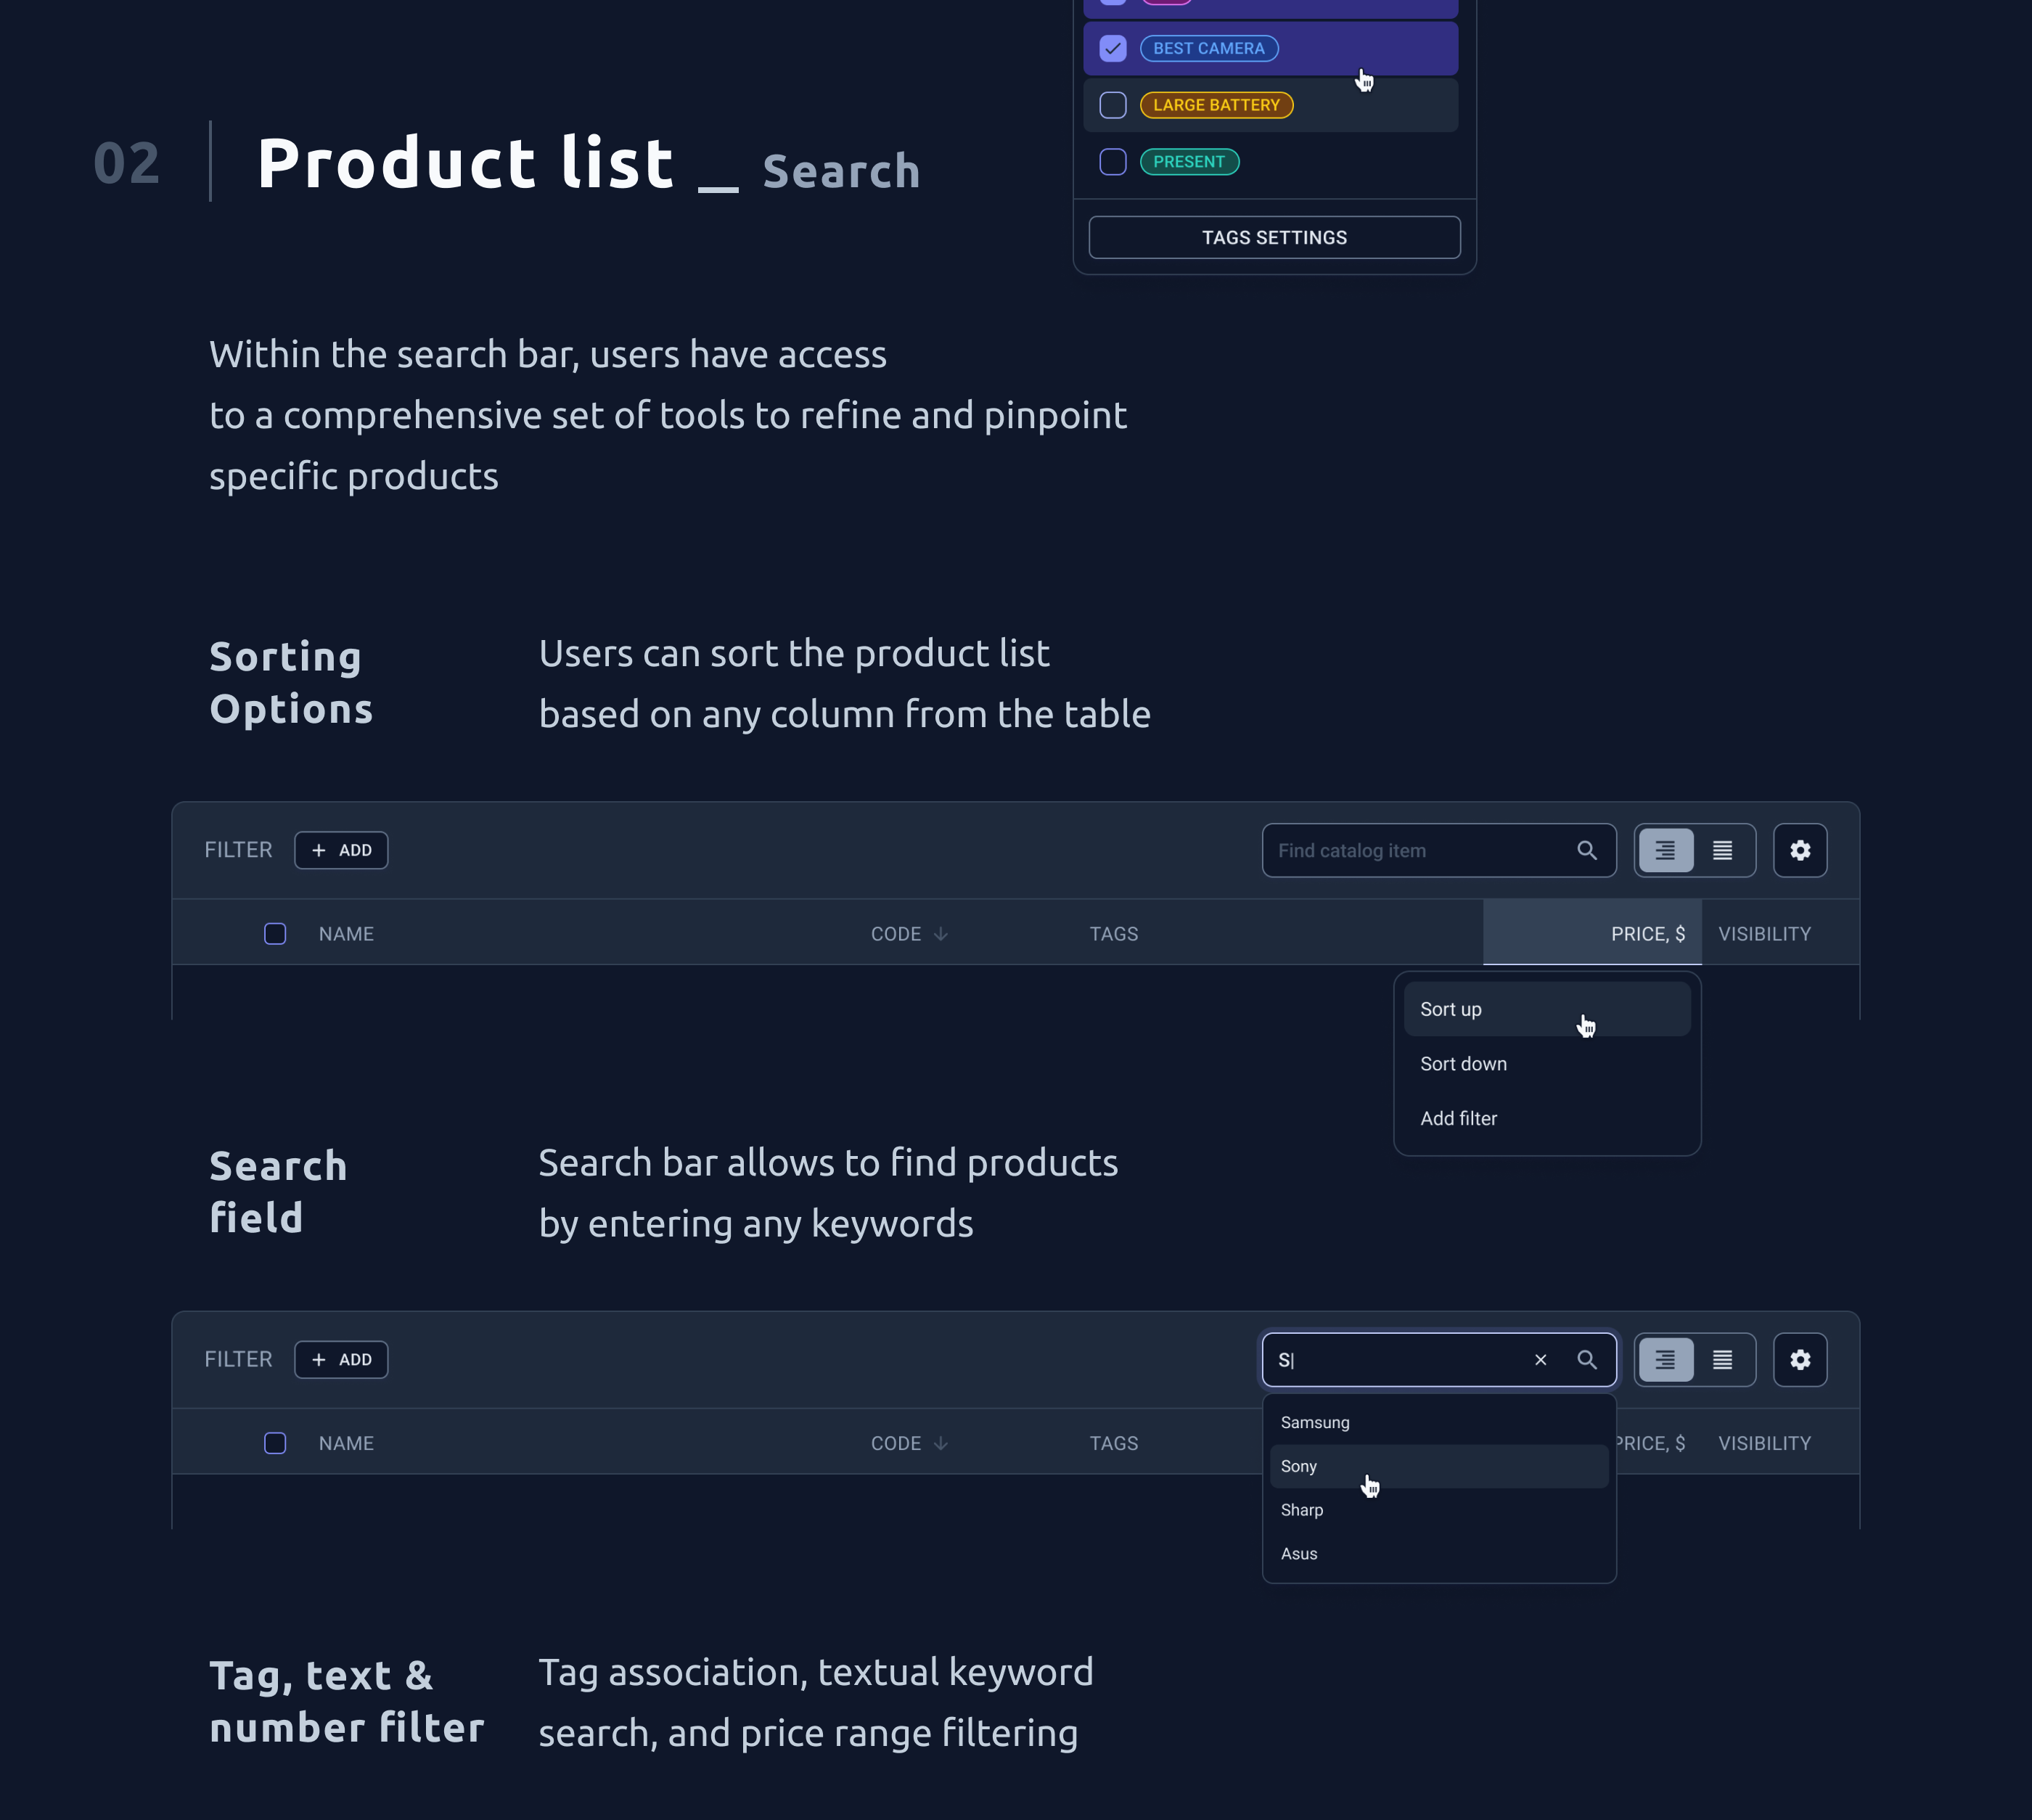 BEST CAMERA
LARGE BATTERY
PRESENT
TAGS SETTINGS
02
Product list _ Search
Within the search bar, users have access
to a comprehensive set of tools to refine and pinpoint
specific products
Sorting
Options
Users can sort the product list
based on any column from the table
FILTER + ADD Find catalog item
NAME CODE ↓ TAGS PRICE, $ VISIBILITY
Sort up
Sort down
Add filter
Search
field
Search bar allows to find products
by entering any keywords
FILTER + ADD S
NAME CODE ↓ TAGS PRICE, $ VISIBILITY
Samsung
Sony
Sharp
Asus
Tag, text &
number filter
Tag association, textual keyword
search, and price range filtering